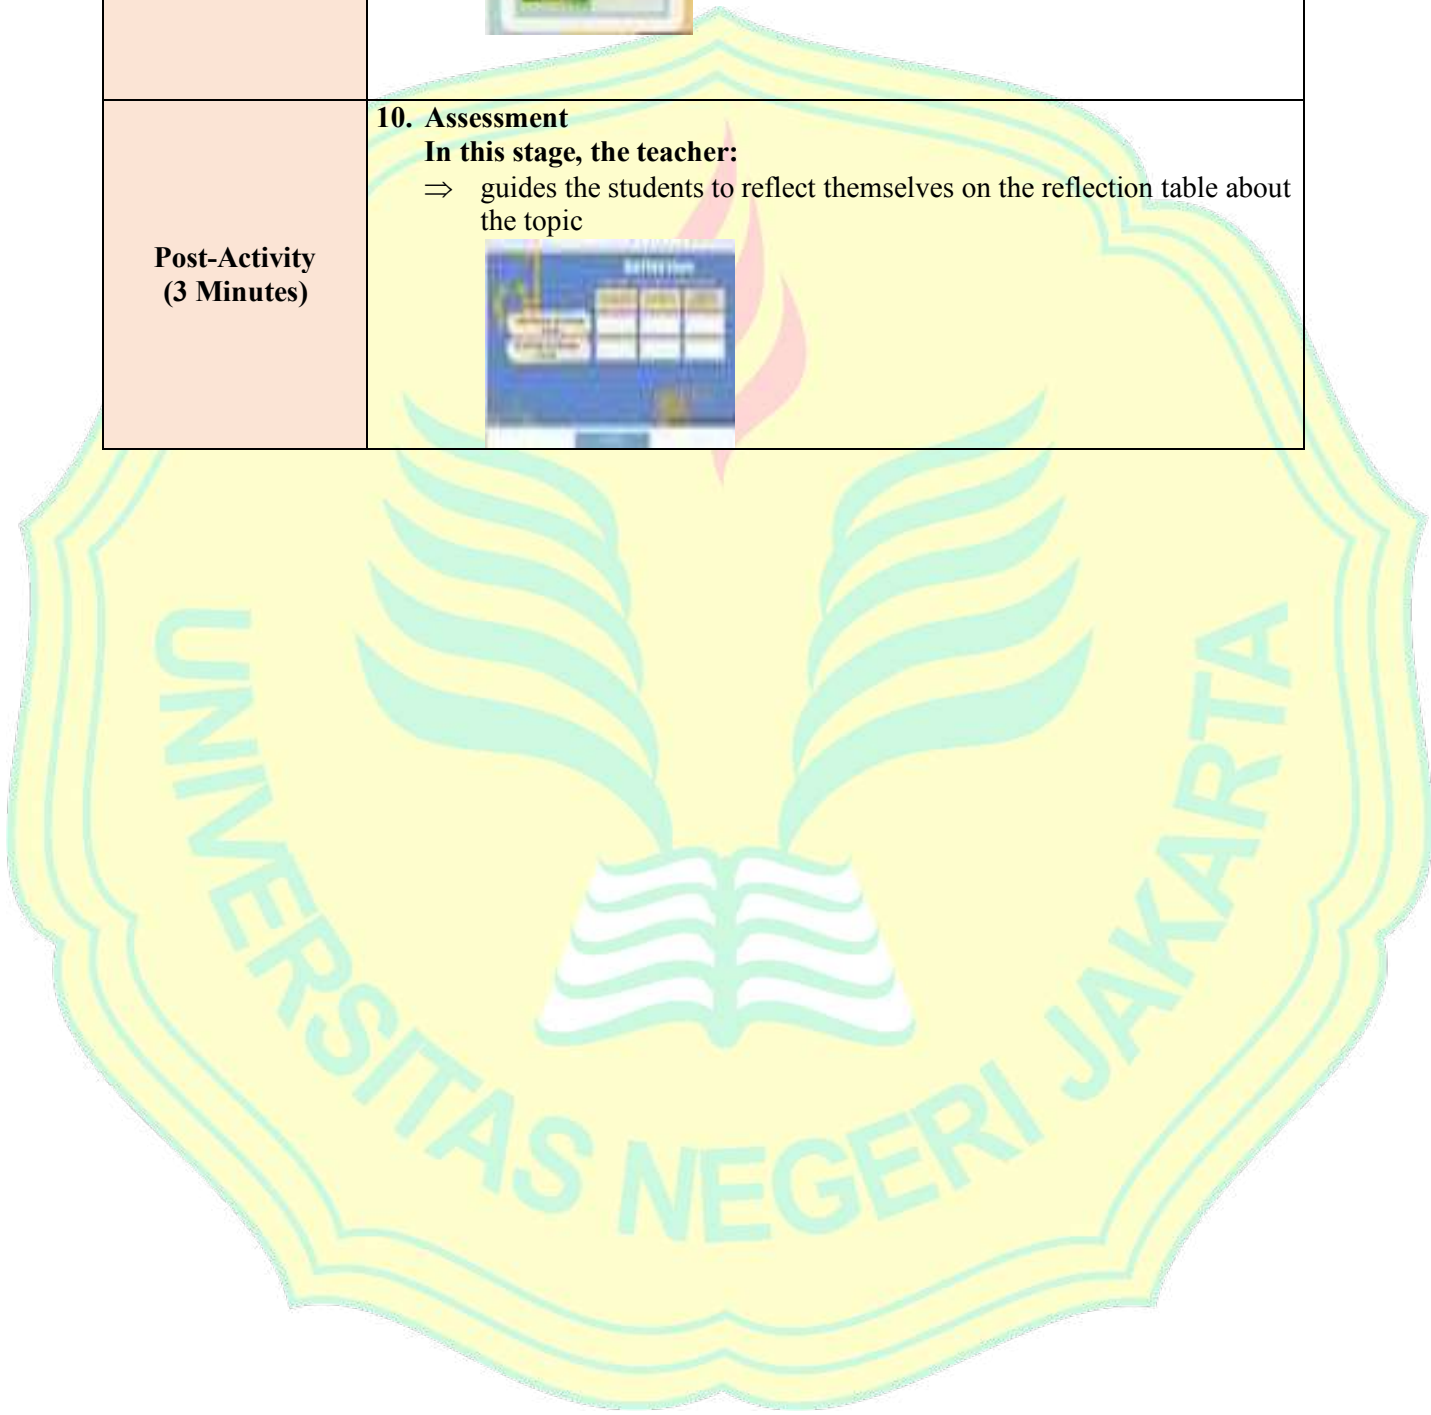 10. Assessment
In this stage, the teacher:
⇒ guides the students to reflect themselves on the reflection table about
the topic
Post-Activity
(3 Minutes)
REFLECTION
UNIVERSITAS NEGERI JAKARTA